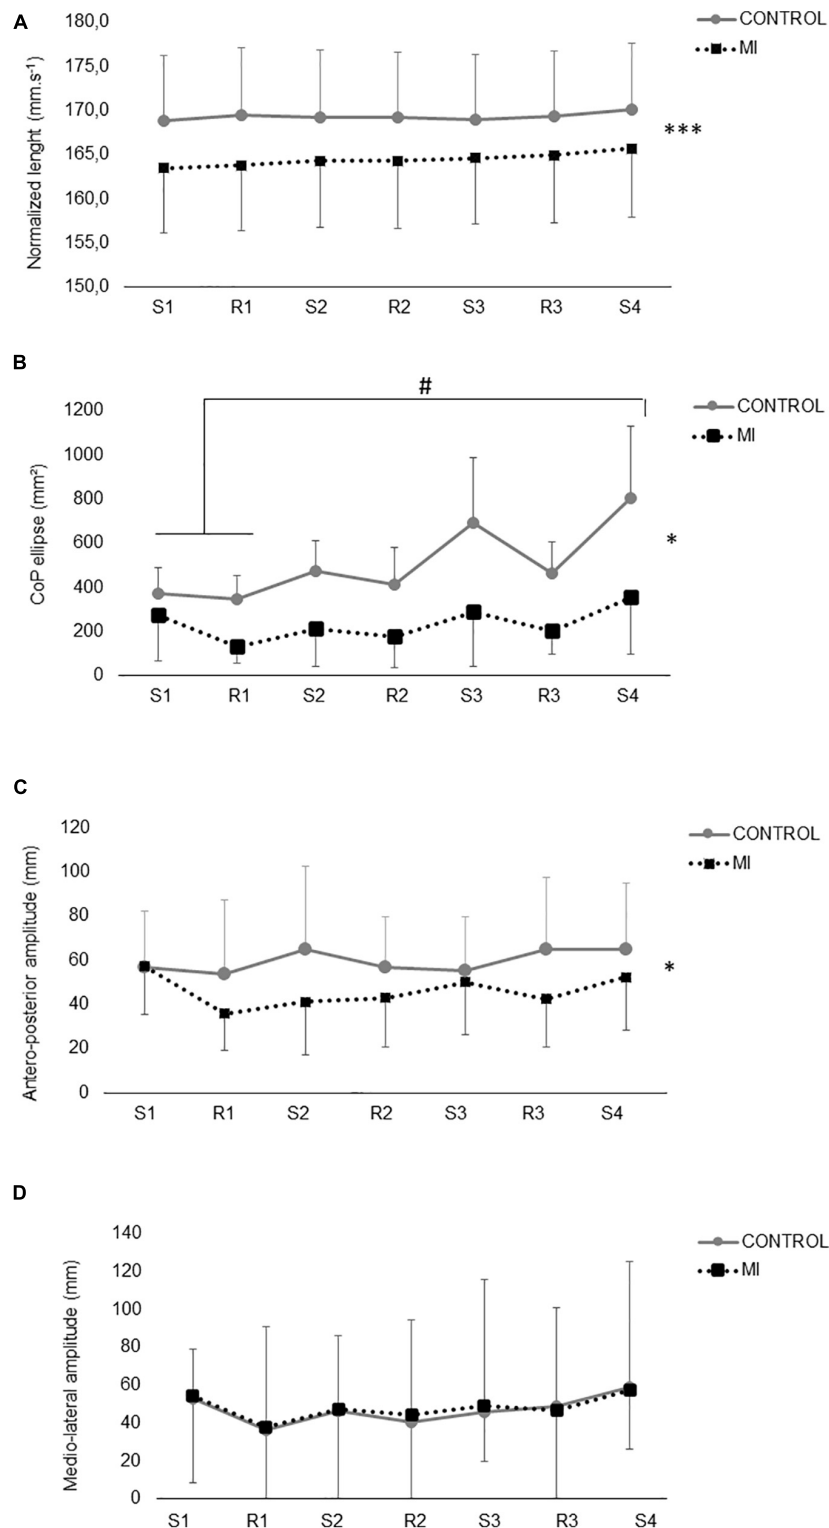 A
180,0
175,0
170,0
165,0
160,0
155,0
150,0
Normalized lenght (mm.s⁻¹)
S1 R1 S2 R2 S3 R3 S4
CONTROL
MI
***
B
#
1200
1000
800
600
400
200
0
CoP ellipse (mm²)
S1 R1 S2 R2 S3 R3 S4
CONTROL
MI
*
C
120
100
80
60
40
20
0
Antero-posterior amplitude (mm)
S1 R1 S2 R2 S3 R3 S4
CONTROL
MI
*
D
140
120
100
80
60
40
20
0
Medio-lateral amplitude (mm)
S1 R1 S2 R2 S3 R3 S4
CONTROL
MI